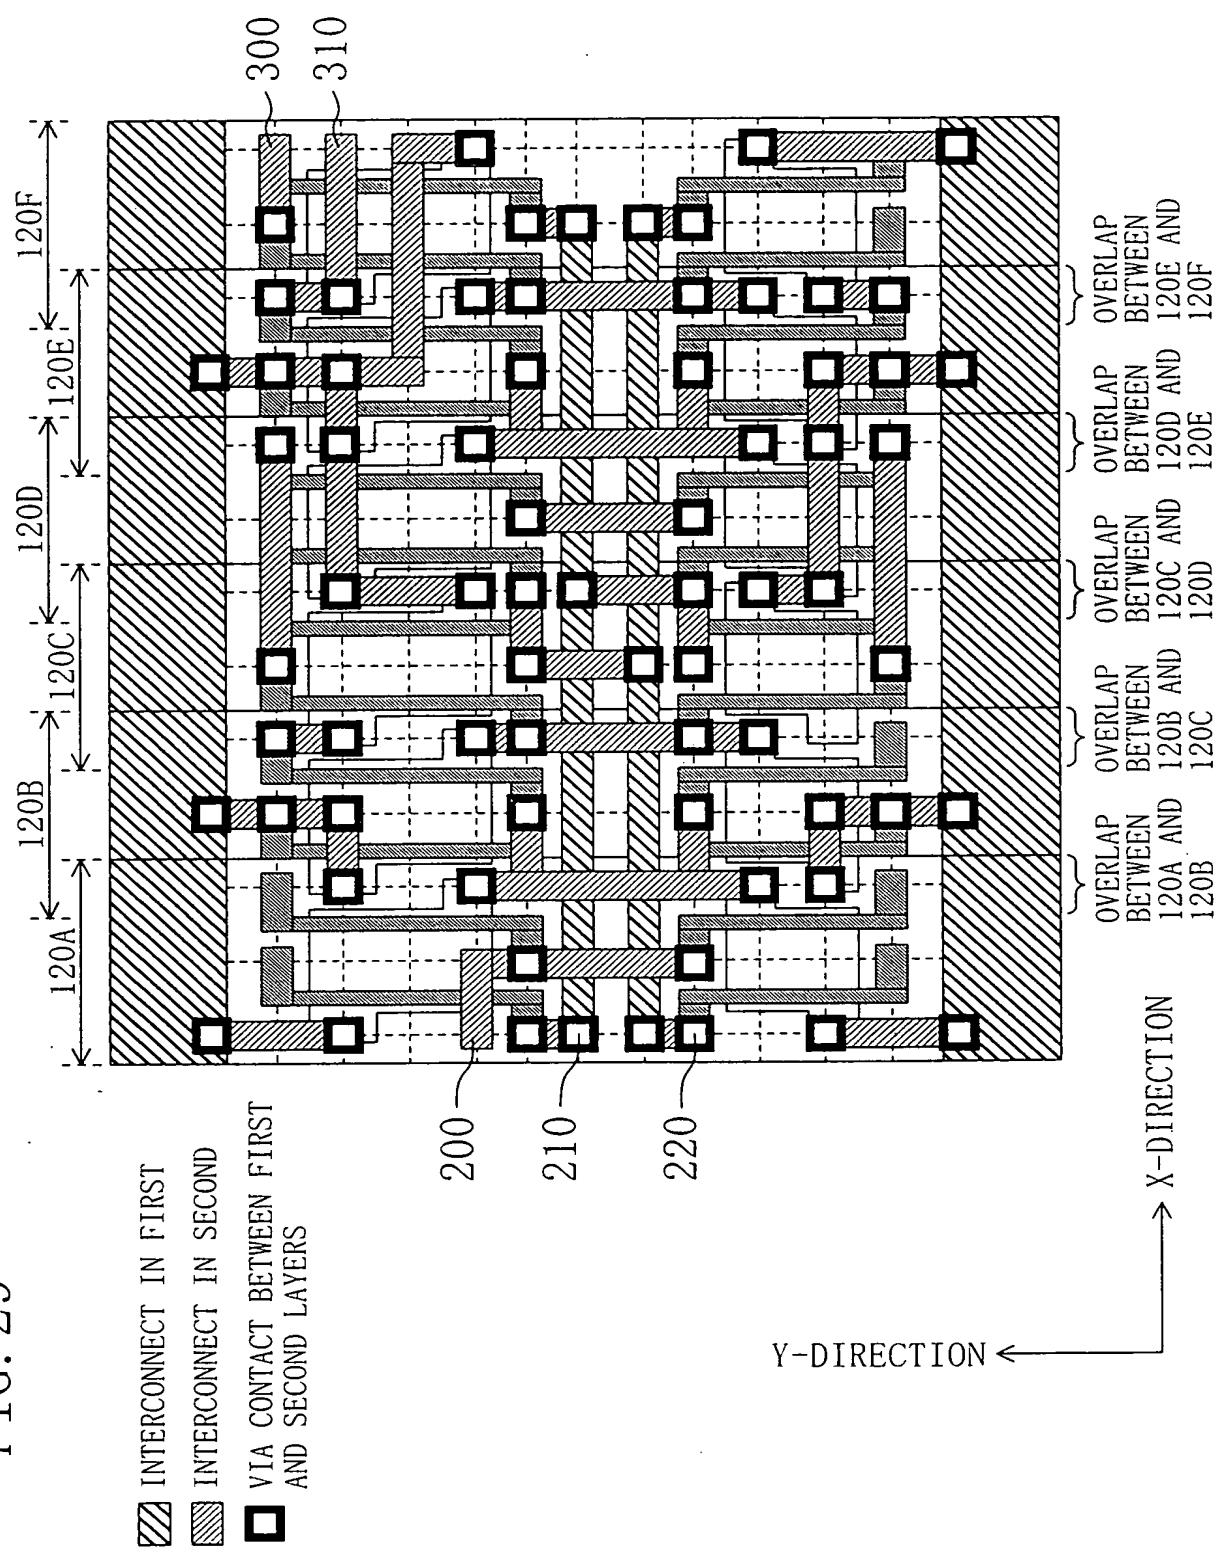 FIG.
120A
120B
120C
120D
120E
120F
INTERCONNECT IN FIRST
INTERCONNECT IN SECOND
VIA CONTACT BETWEEN FIRST
AND SECOND LAYERS
300
310
200
210
220
Y-DIRECTION
X-DIRECTION
OVERLAP
BETWEEN
120A AND
120B
OVERLAP
BETWEEN
120B AND
120C
OVERLAP
BETWEEN
120C AND
120D
OVERLAP
BETWEEN
120D AND
120E
OVERLAP
BETWEEN
120E AND
120F